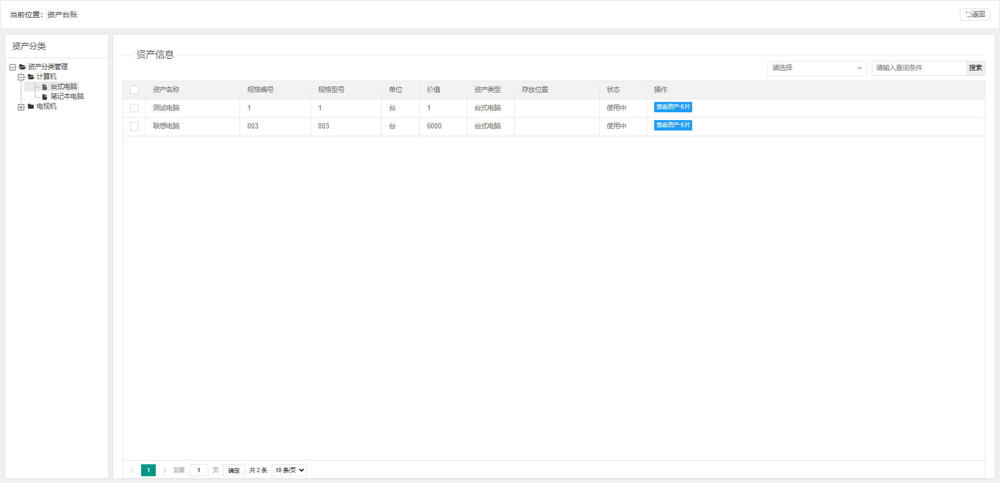 当前位置：资产台账
返回
资产分类
资产分类管理
计算机
台式电脑
笔记本电脑
电视机
资产信息
请选择
请输入查询条件 搜索
资产名称 规格编号 规格型号 单位 价值 资产类型 存放位置 状态 操作
测试电脑 1 1 台 1 台式电脑 使用中 查看资产卡片
联想电脑 003 003 台 6000 台式电脑 使用中 查看资产卡片
1 到第 1 页 确定 共 2 条 10 条/页